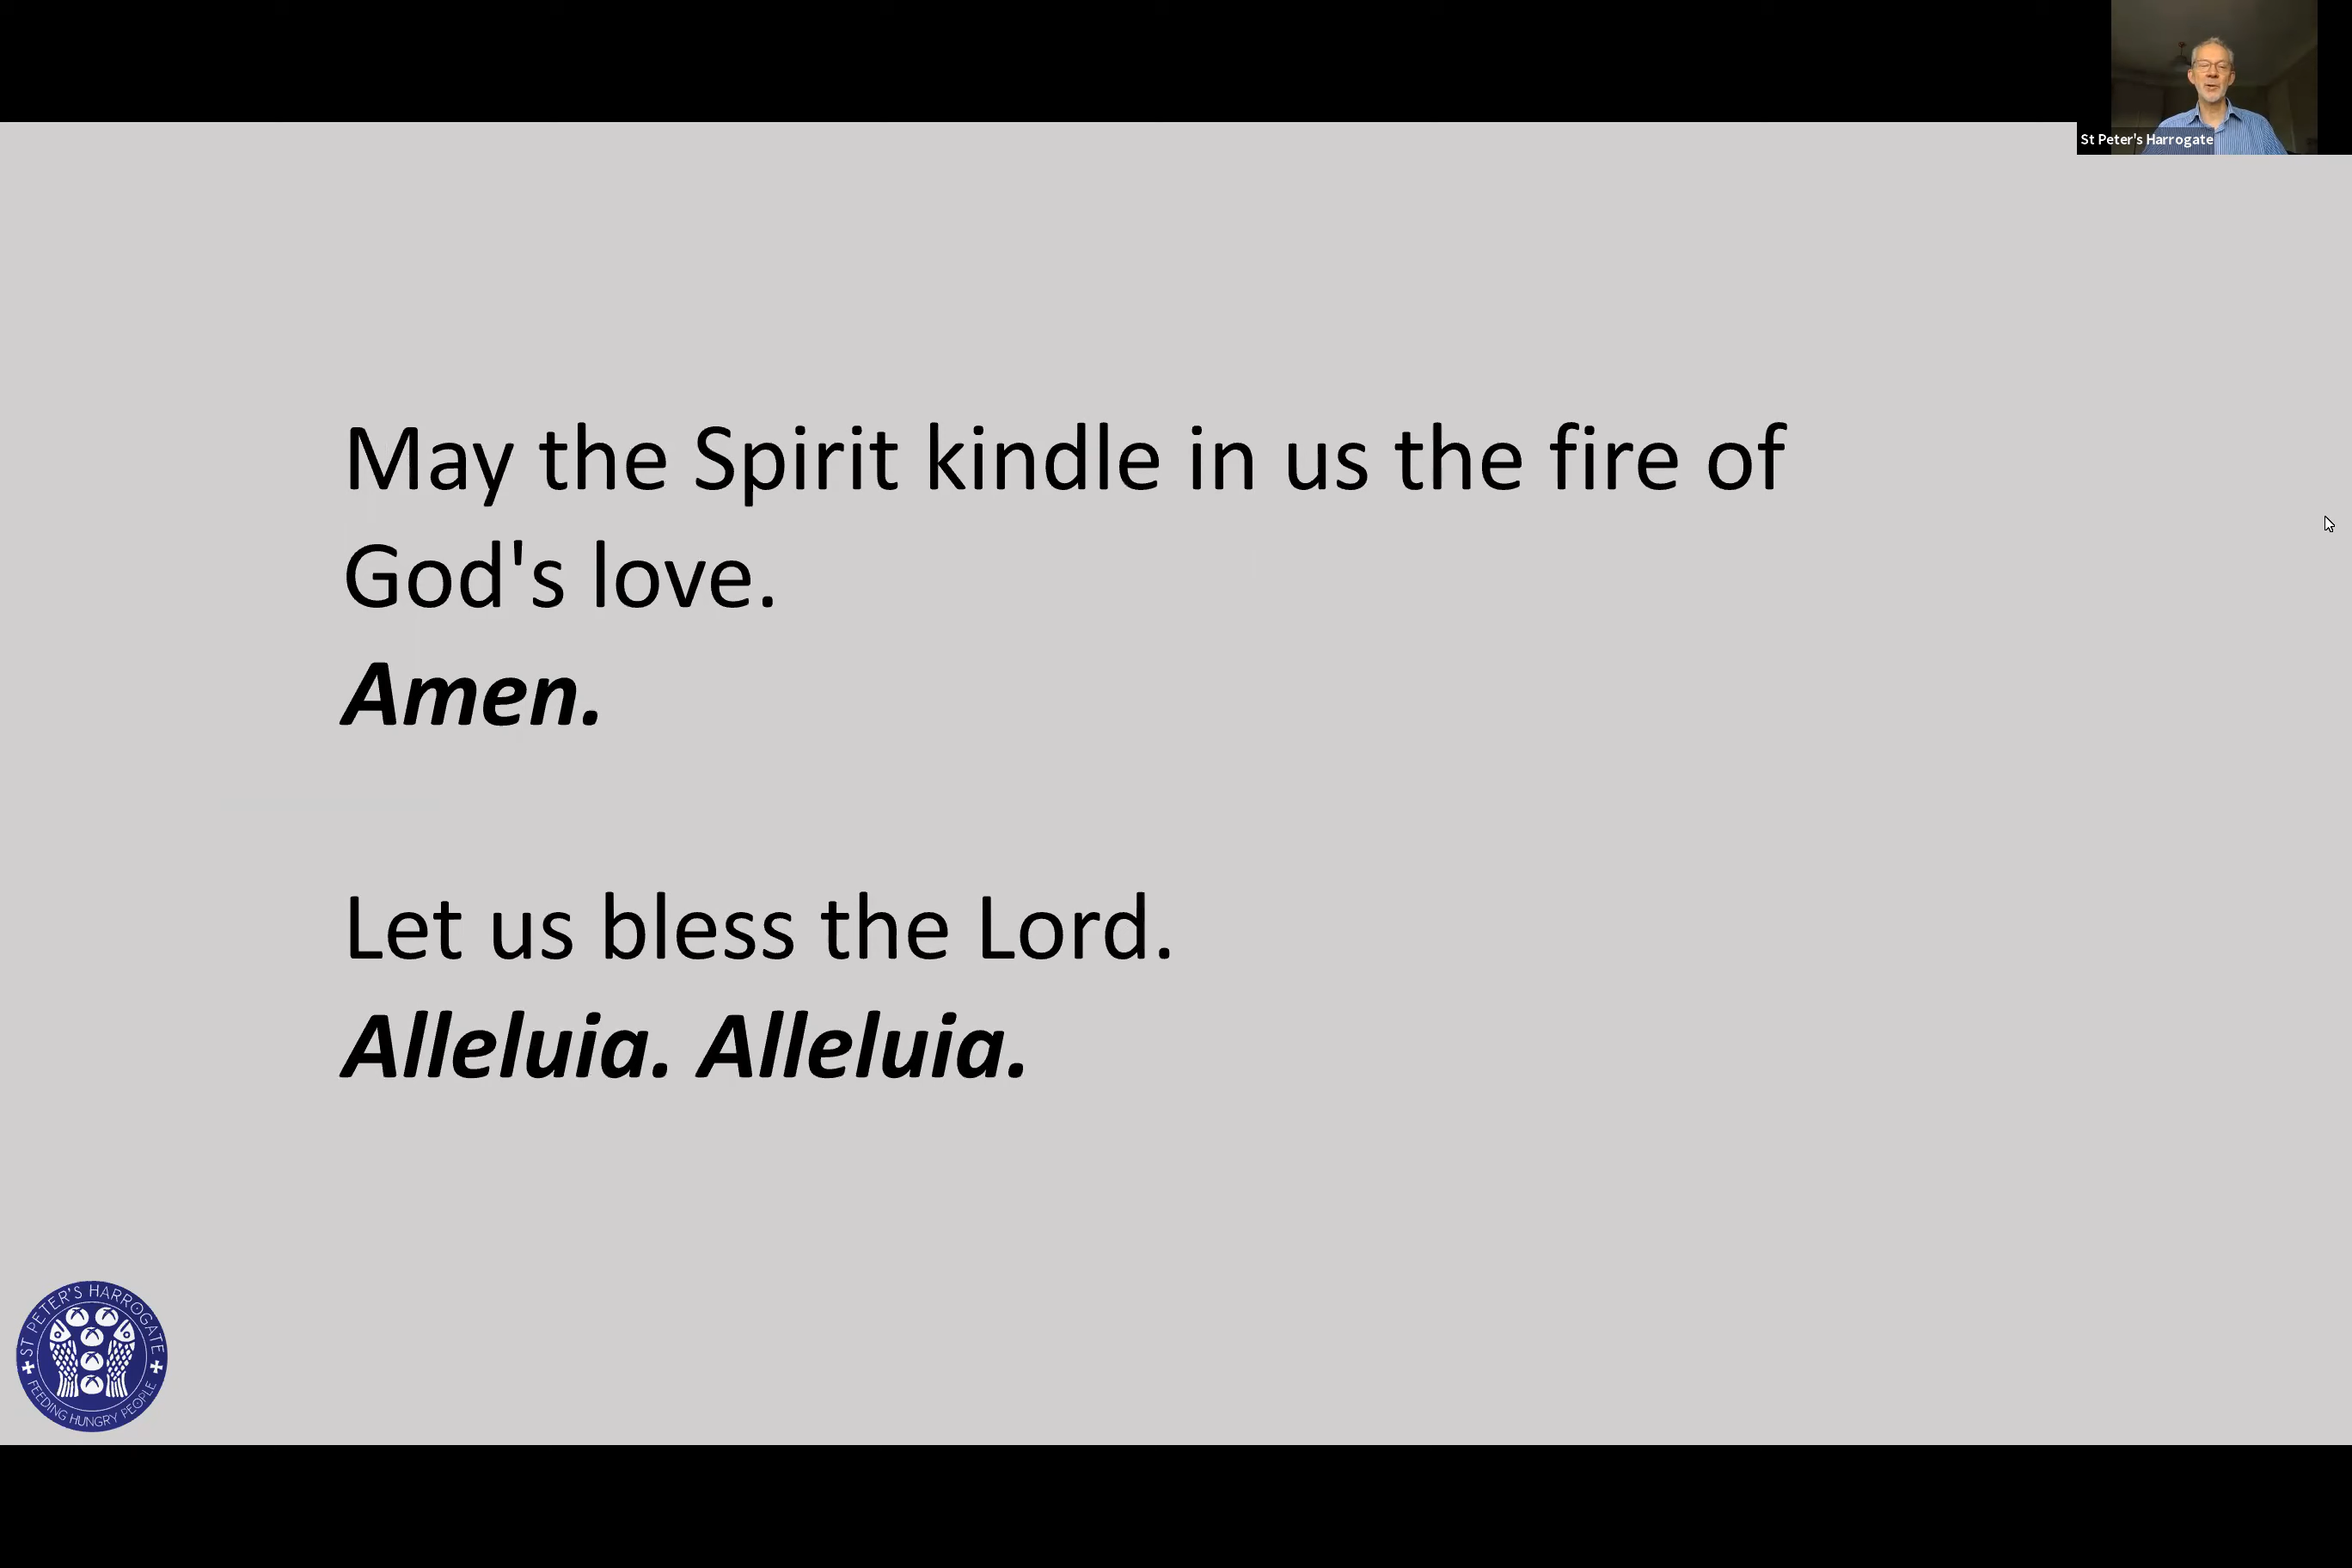 St Peter's Harrogate
May the Spirit kindle in us the fire of
God's love.
Amen.
Let us bless the Lord.
Alleluia. Alleluia.
ST PETER'S HARROGATE
FEEDING HUNGRY PEOPLE